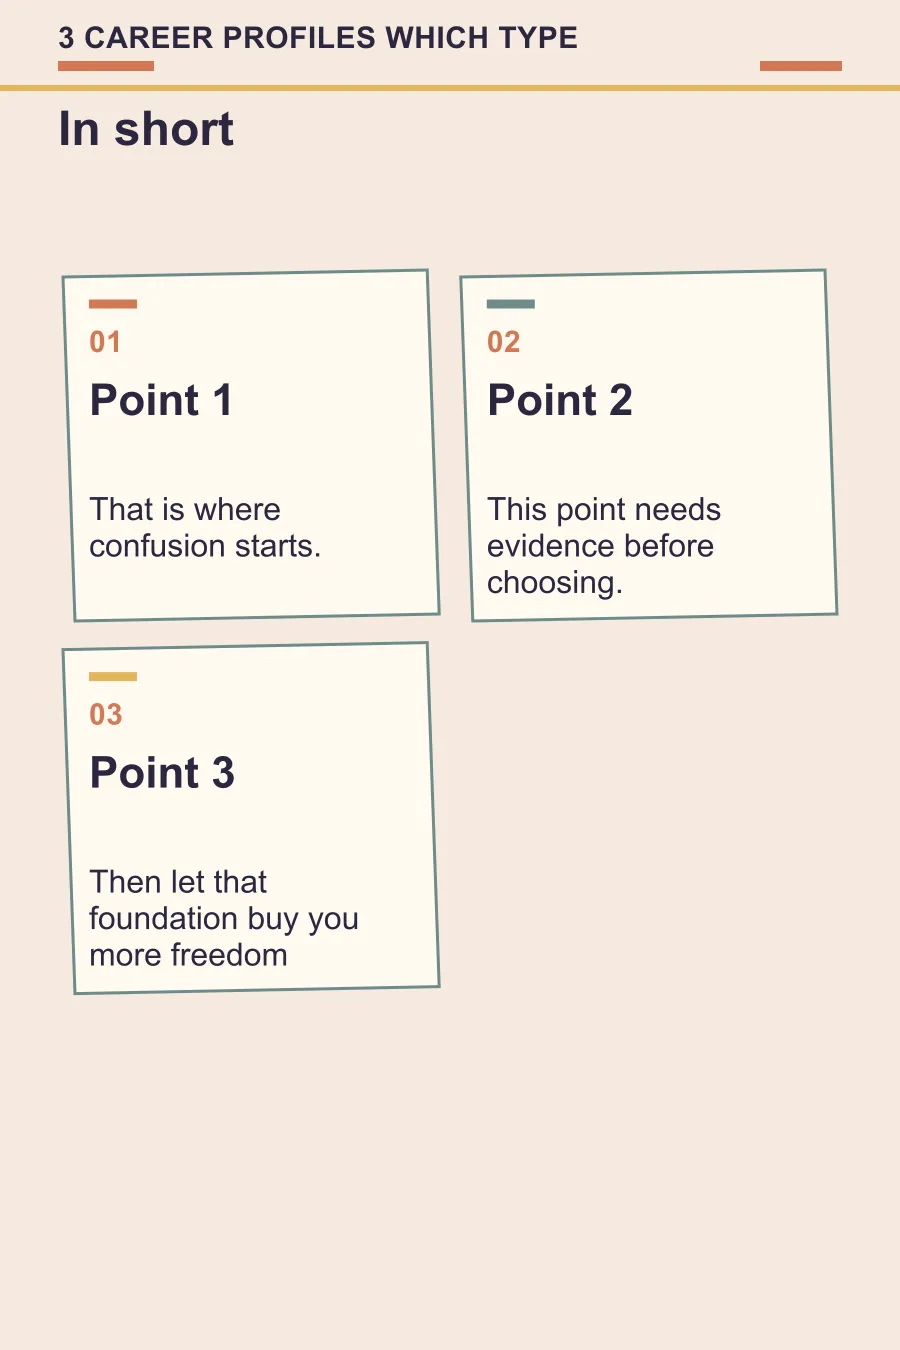 3 CAREER PROFILES WHICH TYPE
In short
01
Point 1
That is where
confusion starts.
02
Point 2
This point needs
evidence before
choosing.
03
Point 3
Then let that
foundation buy you
more freedom